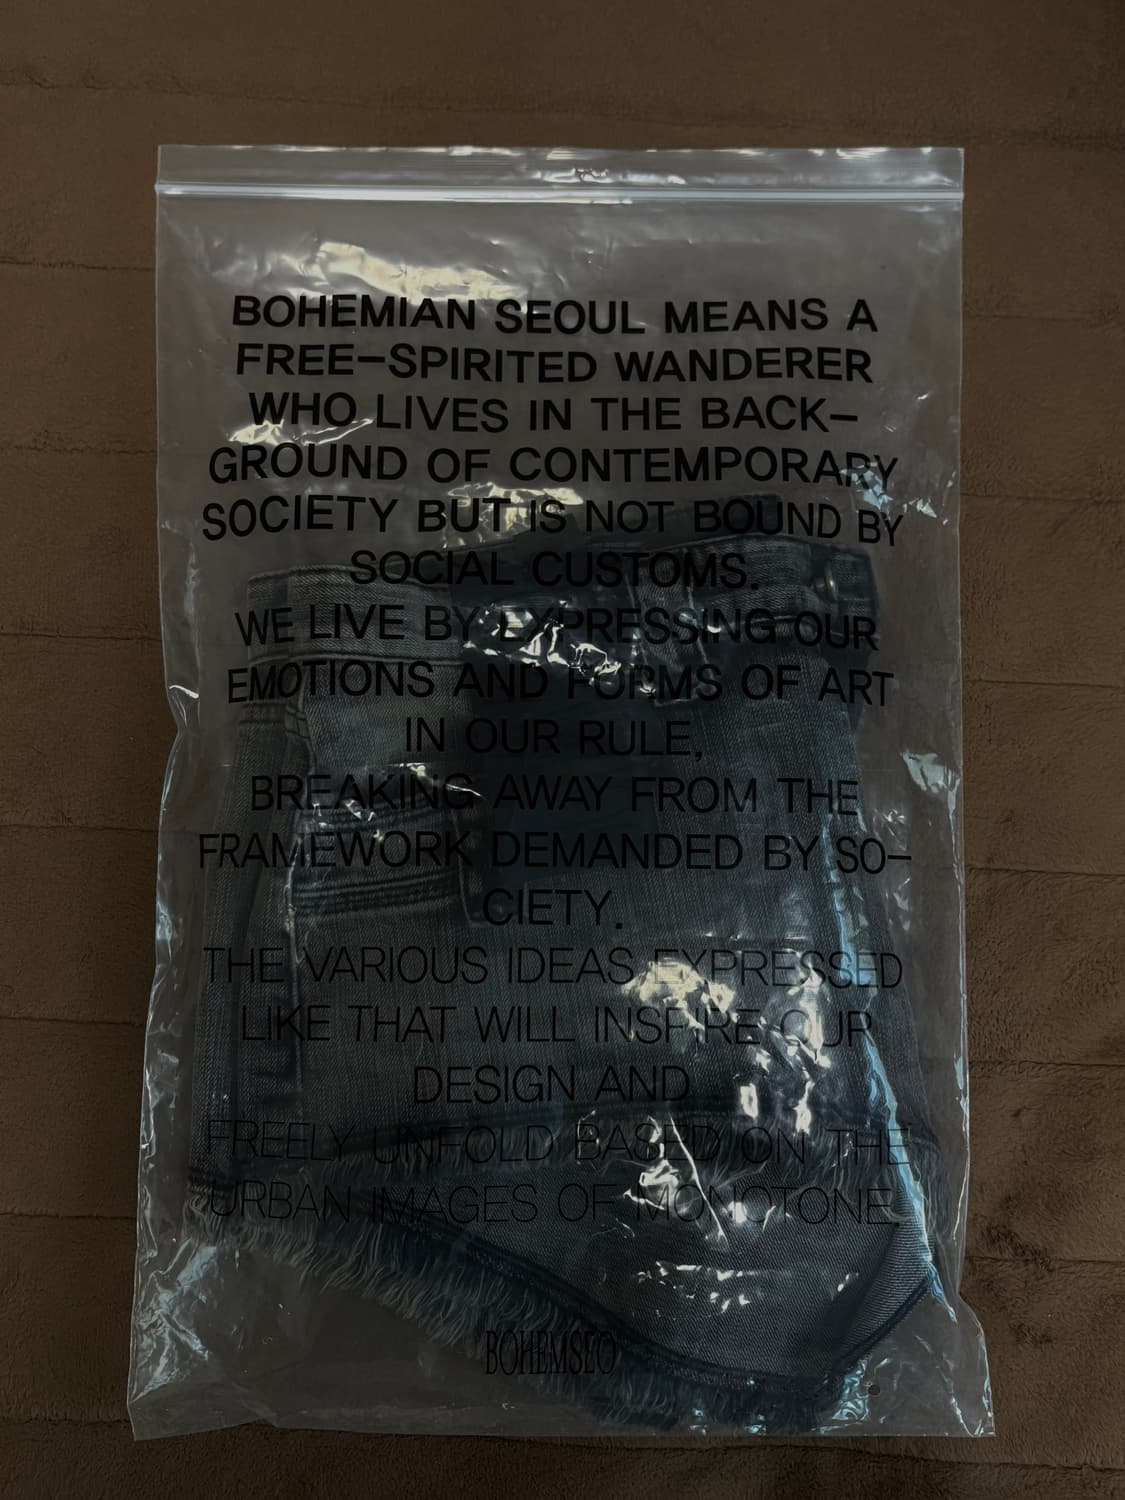 BOHEMIAN SEOUL MEANS A
FREE–SPIRITED WANDERER
WHO LIVES IN THE BACK–
GROUND OF CONTEMPORARY
SOCIETY BUT IS NOT BOUND BY
SOCIAL CUSTOMS.
WE LIVE BY EXPRESSING OUR
EMOTIONS AND FORMS OF ART
IN OUR RULE,
BREAKING AWAY FROM THE
FRAMEWORK DEMANDED BY SO–
CIETY.
THE VARIOUS IDEAS EXPRESSED
LIKE THAT WILL INSPIRE OUR
DESIGN AND
FREELY UNFOLD BASED ON THE
URBAN IMAGES OF MONOTONE.
BOHEMSEO